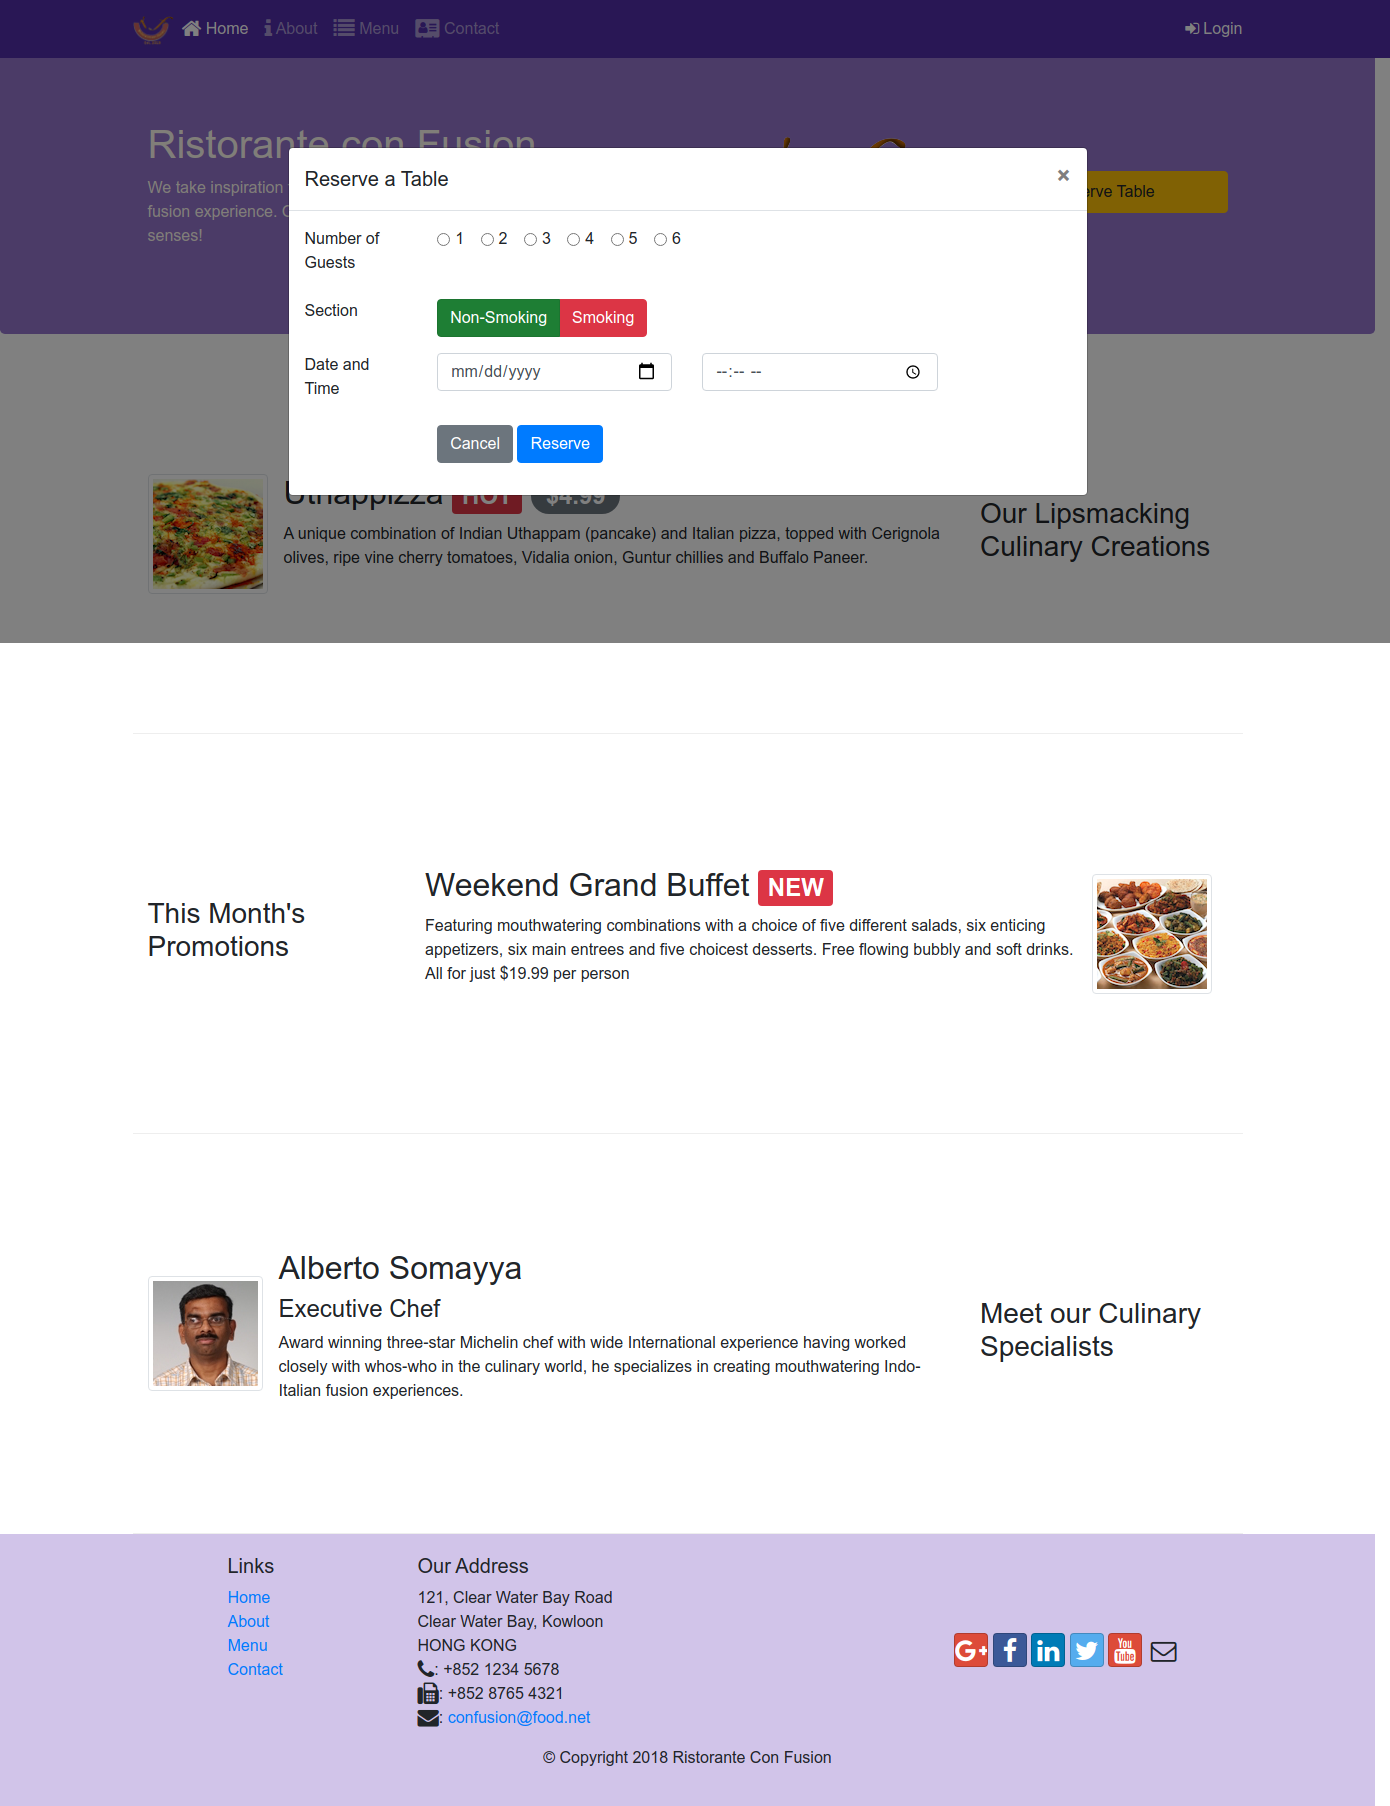 Home About Menu Contact Login
Ristorante con Fusion
We take inspiration
fusion experience.
senses!
Table
Reserve a Table ×
Number of
Guests
1 2 3 4 5 6
Section
Non-Smoking Smoking
Date and
Time
mm/dd/yyyy
--:-- --
Cancel Reserve
Uthappizza HOT $4.99
A unique combination of Indian Uthappam (pancake) and Italian pizza, topped with Cerignola
olives, ripe vine cherry tomatoes, Vidalia onion, Guntur chillies and Buffalo Paneer.
Our Lipsmacking
Culinary Creations
This Month's
Promotions
Weekend Grand Buffet NEW
Featuring mouthwatering combinations with a choice of five different salads, six enticing
appetizers, six main entrees and five choicest desserts. Free flowing bubbly and soft drinks.
All for just $19.99 per person
Alberto Somayya
Executive Chef
Award winning three-star Michelin chef with wide International experience having worked
closely with whos-who in the culinary world, he specializes in creating mouthwatering Indo-
Italian fusion experiences.
Meet our Culinary
Specialists
Links
Home
About
Menu
Contact
Our Address
121, Clear Water Bay Road
Clear Water Bay, Kowloon
HONG KONG
: +852 1234 5678
: +852 8765 4321
: confusion@food.net
G+ f in You Tube
© Copyright 2018 Ristorante Con Fusion